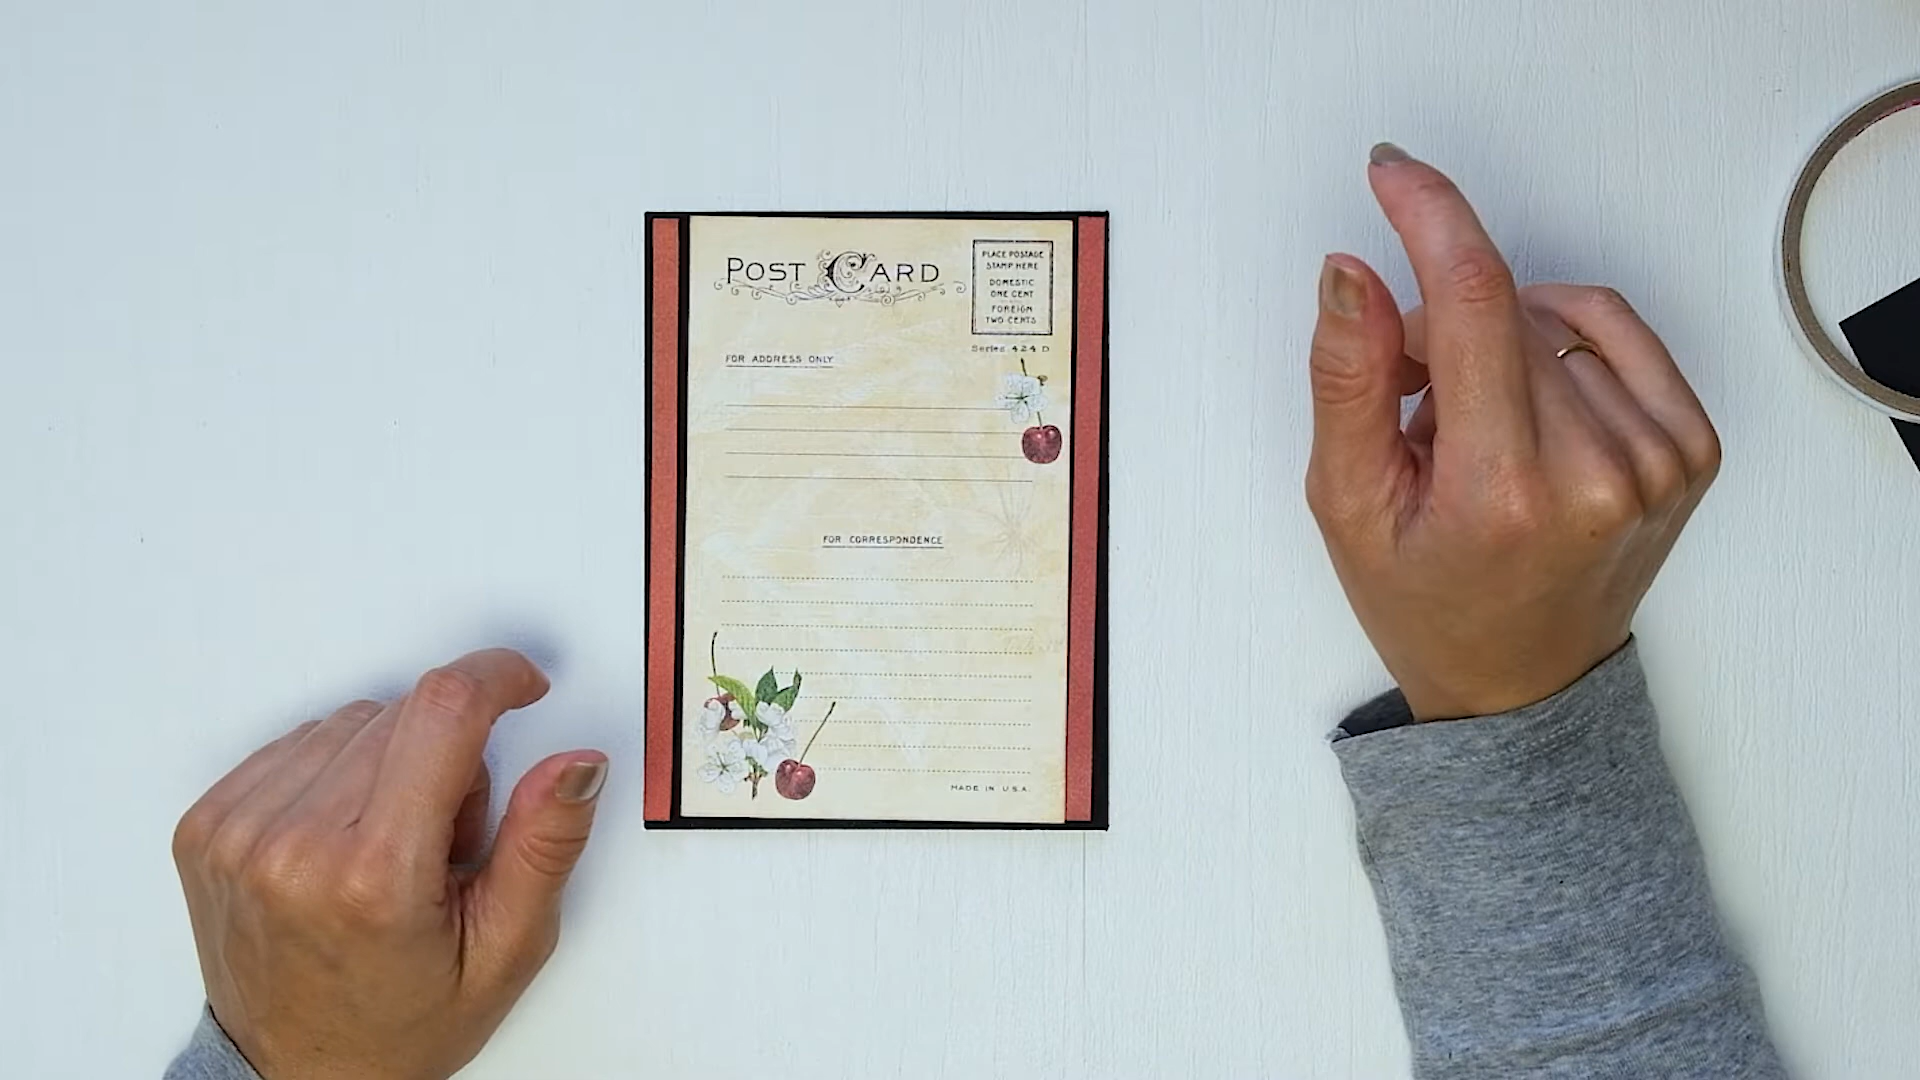 POST CARD
PLACE POSTAGE
STAMP HERE
DOMESTIC
ONE CENT
FOREIGN
TWO CENTS
Series 424 D
FOR ADDRESS ONLY
FOR CORRESPONDENCE
MADE IN U.S.A.